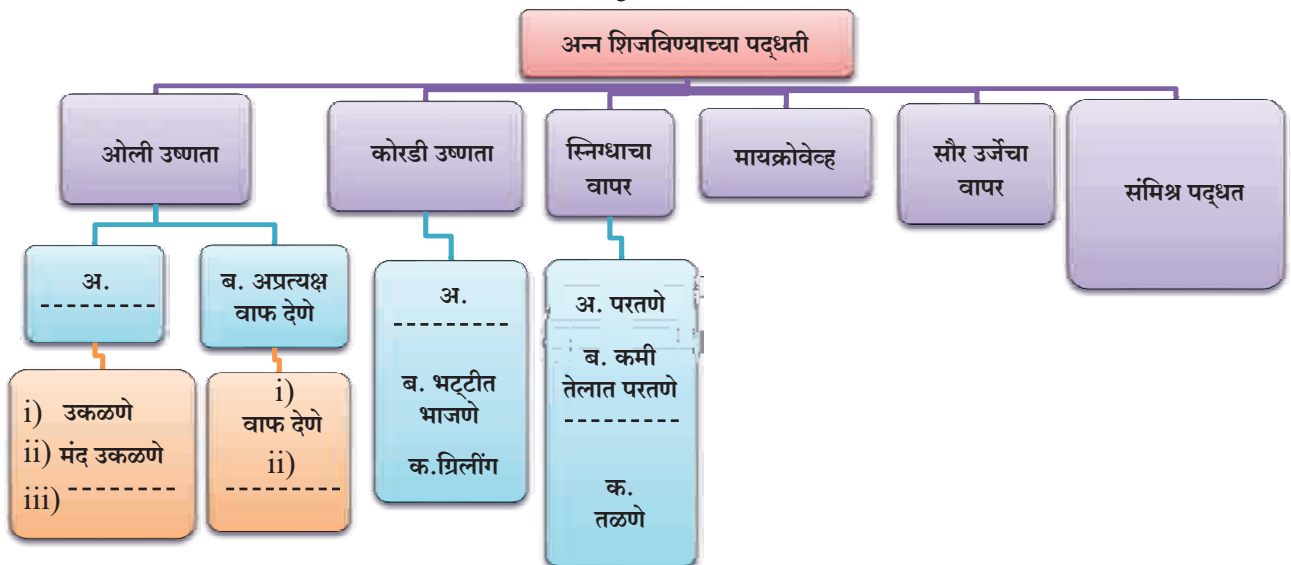 अन्न शिजविण्याच्या पद्धती
ओली उष्णता
कोरडी उष्णता
स्निग्धाचा
वापर
मायक्रोवेव्ह
सौर उर्जेचा
वापर
संमिश्र पद्धत
अ.
------------
ब. अप्रत्यक्ष
वाफ देणे
i) उकळणे
ii) मंद उकळणे
iii) ------------
i)
वाफ देणे
ii)
------------
अ.
------------
ब. भट्टीत
भाजणे
क.ग्रिलींग
अ. परतणे
ब. कमी
तेलात परतणे
------------
क.
तळणे